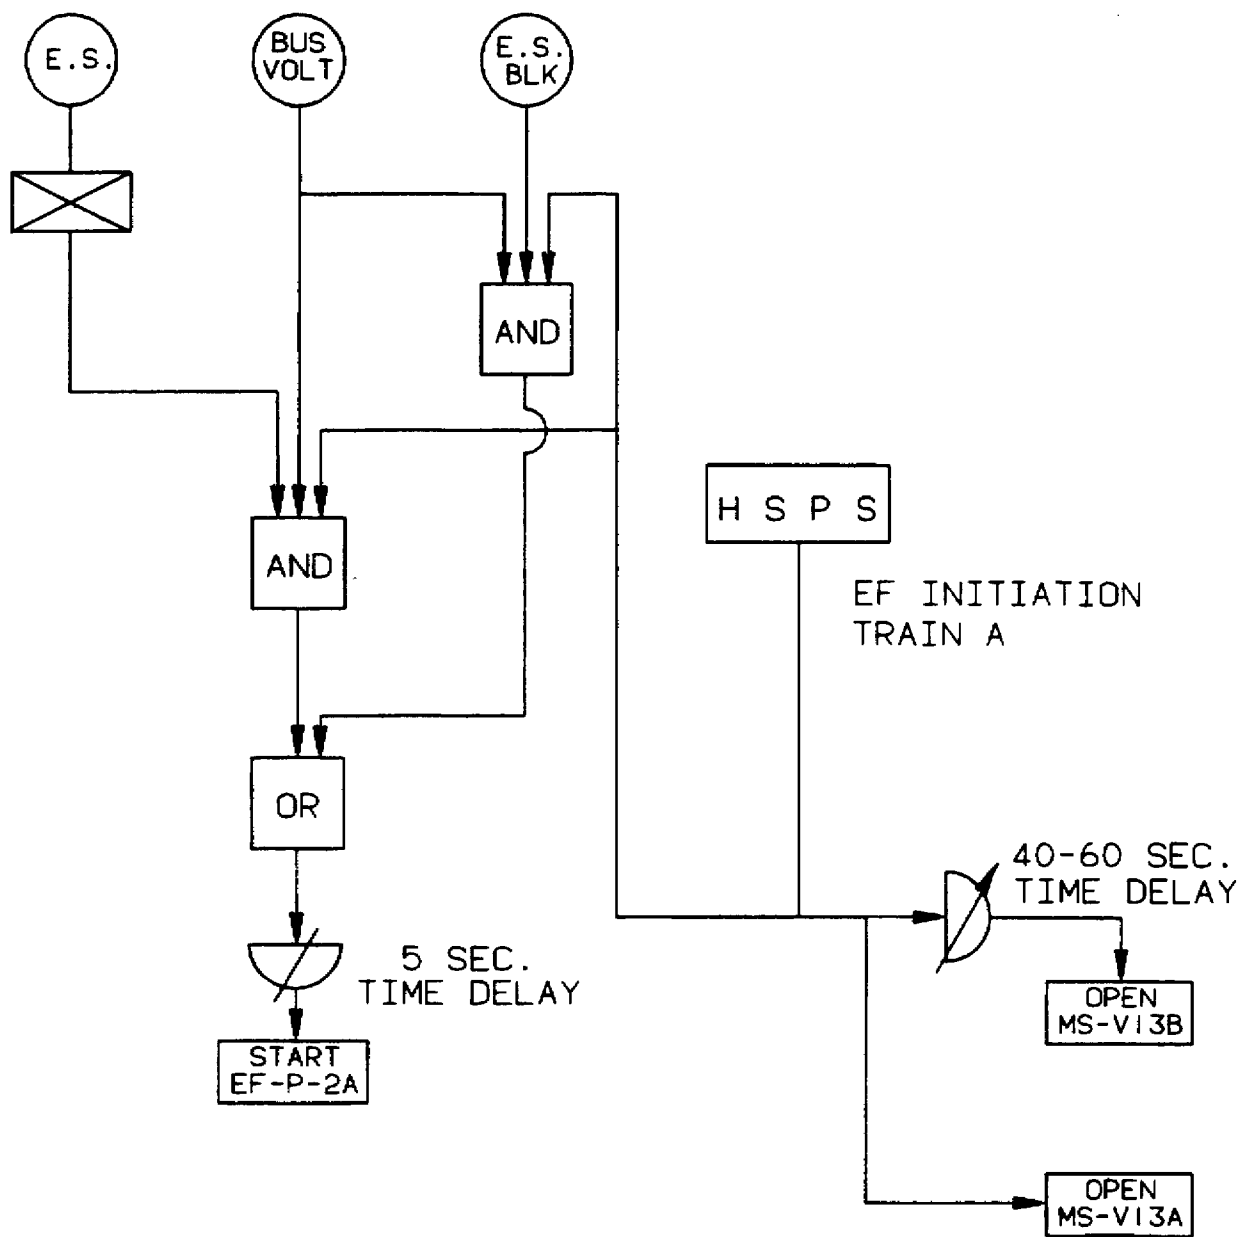 E.S.
BUS
VOLT
E.S.
BLK
AND
H S P S
AND
EF INITIATION
TRAIN A
OR
40-60 SEC.
TIME DELAY
5 SEC.
TIME DELAY
OPEN
MS-V13B
START
EF-P-2A
OPEN
MS-V13A